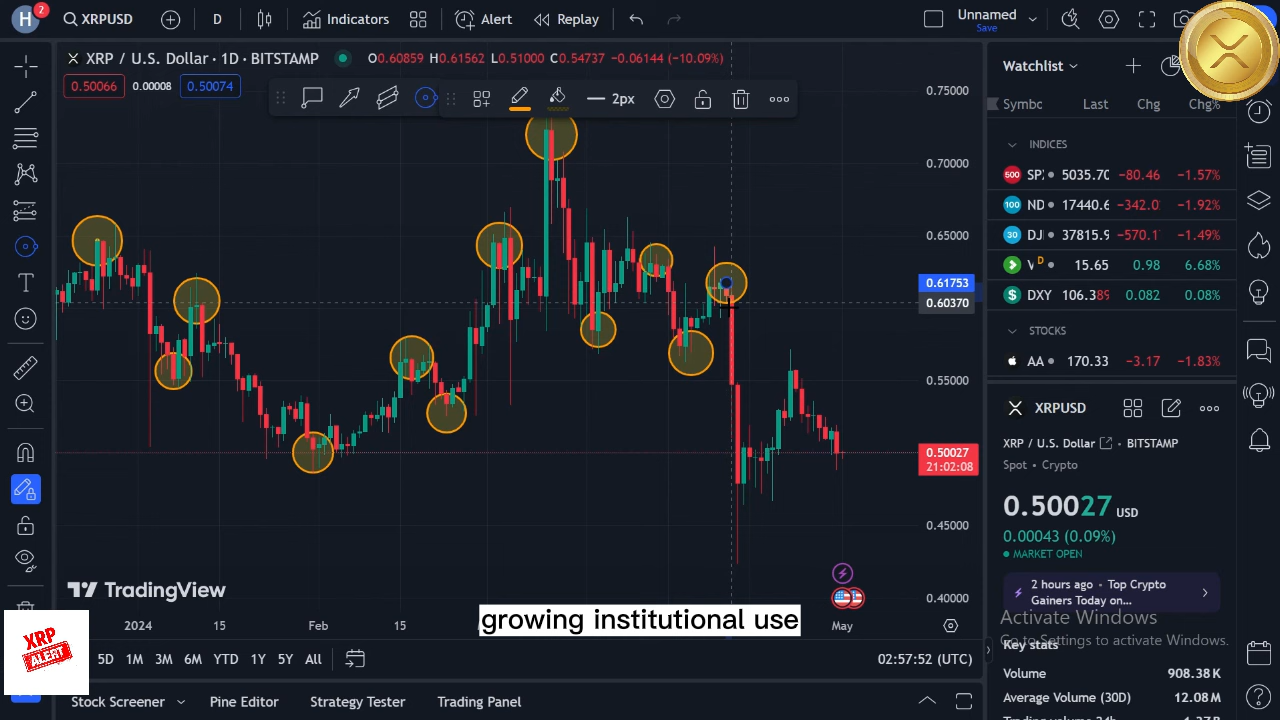 H
2
XRPUSD
D
Indicators
Alert
Replay
Unnamed
Save
XRP / U.S. Dollar · 1D · BITSTAMP
O0.60859 H0.61562 L0.51000 C0.54737 −0.06144 (−10.09%)
0.50066
0.00008
0.50074
2px
0.75000
0.70000
0.65000
0.61753
0.60370
0.55000
0.50027
21:02:08
0.45000
0.40000
TradingView
2024
15
Feb
15
May
growing institutional use
XRP
ALERT
5D 1M 3M 6M YTD 1Y 5Y All
02:57:52 (UTC)
Stock Screener
Pine Editor
Strategy Tester
Trading Panel
Watchlist
Symbc Last Chg Chg%
INDICES
500 SP 5035.70 −80.46 −1.57%
100 ND 17440.6 −342.0 −1.92%
30 DJ 37815.9 −570.1 −1.49%
V D 15.65 0.98 6.68%
$ DXY 106.389 0.082 0.08%
STOCKS
AA 170.33 −3.17 −1.83%
XRPUSD
XRP / U.S. Dollar · BITSTAMP
Spot · Crypto
0.50027 USD
0.00043 (0.09%)
MARKET OPEN
2 hours ago · Top Crypto
Gainers Today on...
Activate Windows
Go to Settings to activate Windows.
Key stats
Volume 908.38K
Average Volume (30D) 12.08M